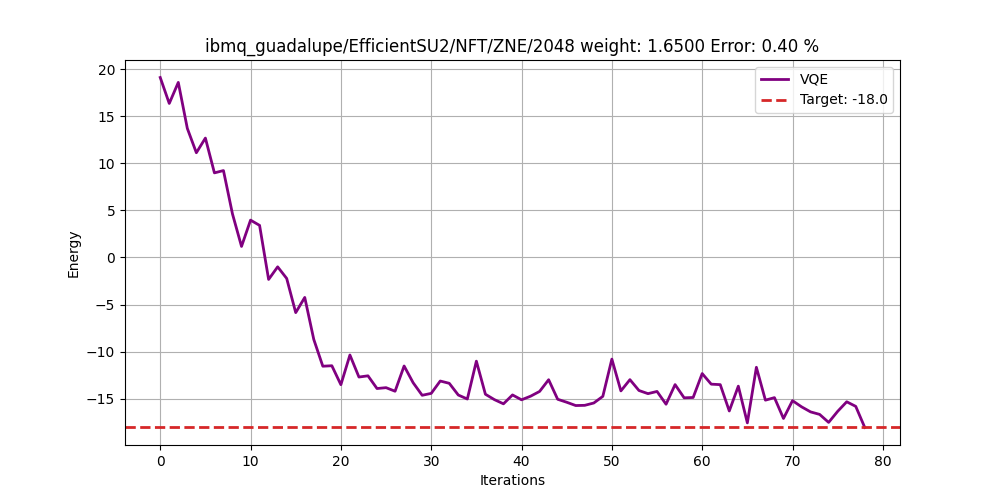 ibmq_guadalupe/EfficientSU2/NFT/ZNE/2048 weight: 1.6500 Error: 0.40 %
VQE
Target: -18.0
20
15
10
5
0
−5
−10
−15
Energy
0 10 20 30 40 50 60 70 80
Iterations